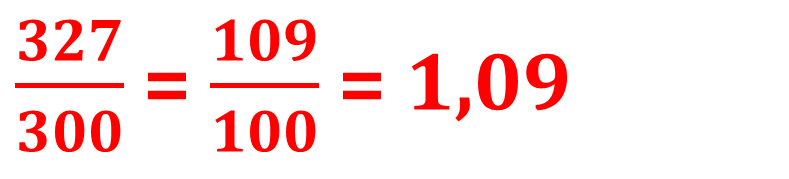 327/300 = 109/100 = 1,09